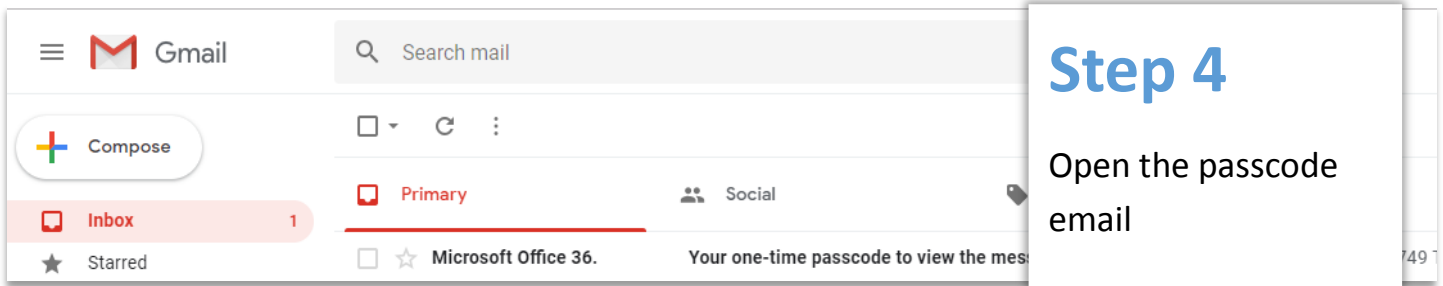 Gmail
Search mail
Step 4
Compose
Open the passcode
email
Primary
Social
Inbox 1
Starred
Microsoft Office 36. Your one-time passcode to view the mes
749